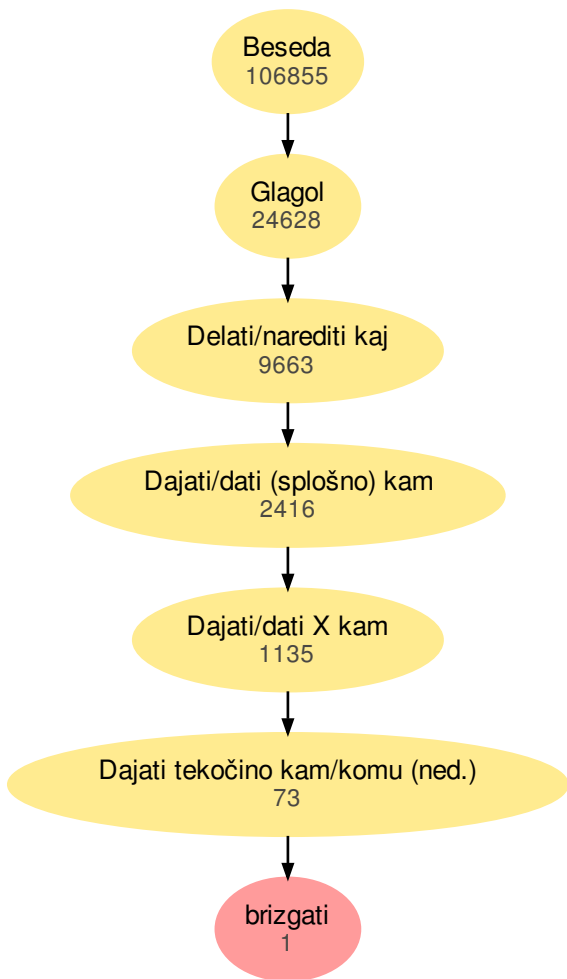 Beseda
106855
Glagol
24628
Delati/narediti kaj
9663
Dajati/dati (splošno) kam
2416
Dajati/dati X kam
1135
Dajati tekočino kam/komu (ned.)
73
brizgati
1